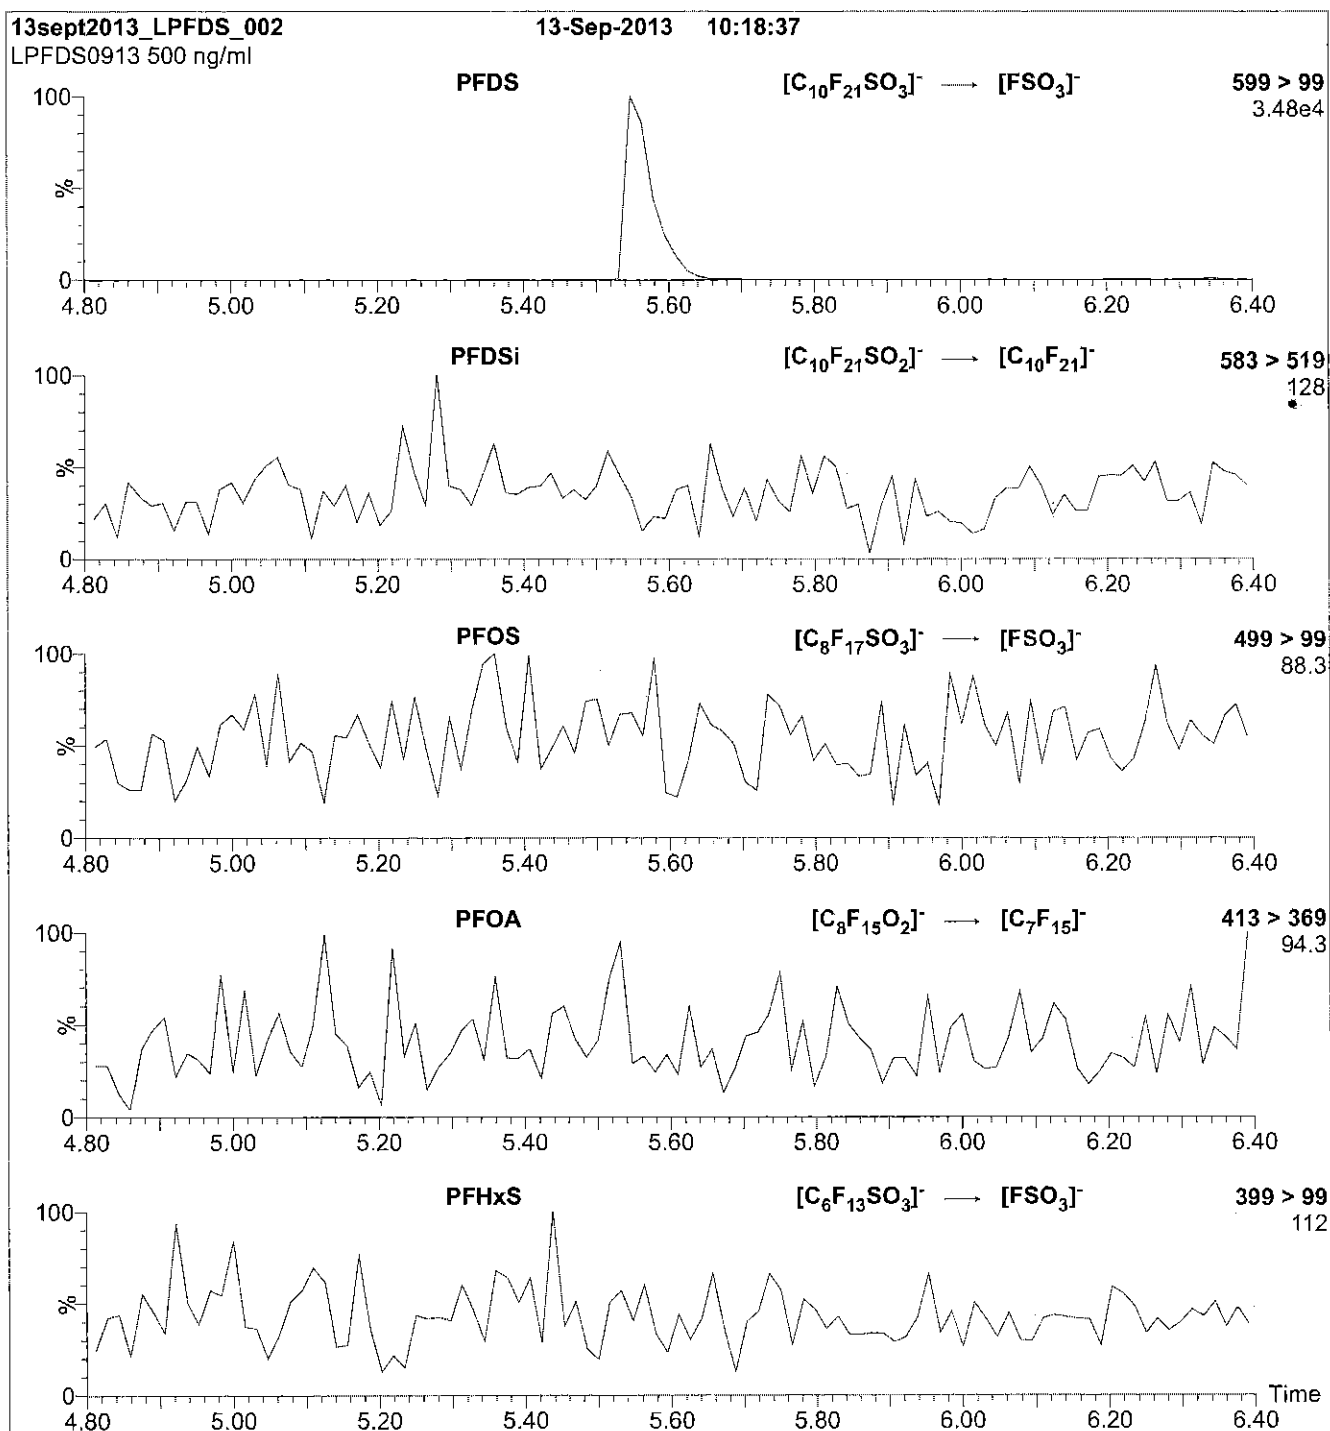 13sept2013_LPFDS_002 13-Sep-2013 10:18:37
LPFDS0913 500 ng/ml
PFDS [C₁₀F₂₁SO₃]⁻ → [FSO₃]⁻ 599 > 99
3.48e4
100
%
0
4.80 5.00 5.20 5.40 5.60 5.80 6.00 6.20 6.40
PFDSi [C₁₀F₂₁SO₂]⁻ → [C₁₀F₂₁]⁻ 583 > 519
128
100
%
0
4.80 5.00 5.20 5.40 5.60 5.80 6.00 6.20 6.40
PFOS [C₈F₁₇SO₃]⁻ → [FSO₃]⁻ 499 > 99
88.3
100
%
0
4.80 5.00 5.20 5.40 5.60 5.80 6.00 6.20 6.40
PFOA [C₈F₁₅O₂]⁻ → [C₇F₁₅]⁻ 413 > 369
94.3
100
%
0
4.80 5.00 5.20 5.40 5.60 5.80 6.00 6.20 6.40
PFHxS [C₆F₁₃SO₃]⁻ → [FSO₃]⁻ 399 > 99
112
100
%
0
Time
4.80 5.00 5.20 5.40 5.60 5.80 6.00 6.20 6.40